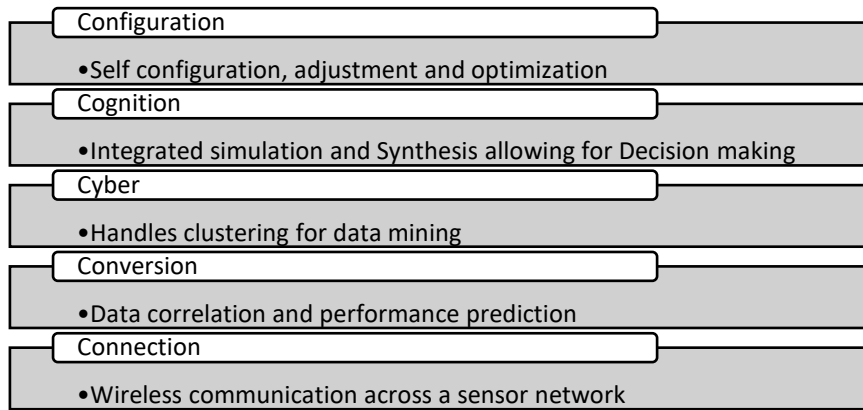 Configuration
•Self configuration, adjustment and optimization
Cognition
•Integrated simulation and Synthesis allowing for Decision making
Cyber
•Handles clustering for data mining
Conversion
•Data correlation and performance prediction
Connection
•Wireless communication across a sensor network